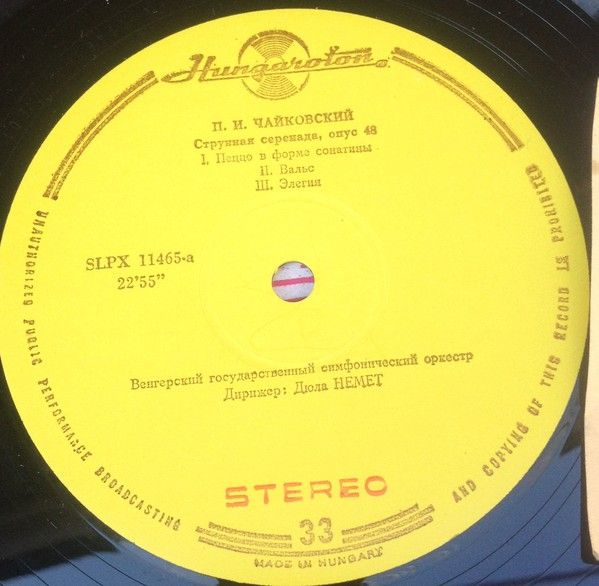 Hungaroton
П. И. ЧАЙКОВСКИЙ
Струнная серенада, опус 48
I. Пеццо в форме сонатины
II. Вальс
III. Элегия
SLPX 11465-a
22'55"
Венгерский государственный симфонический оркестр
Дирижер: Дюла НЕМЕТ
STEREO
33
MADE IN HUNGARY
UNAUTHORIZED PUBLIC PERFORMANCE BROADCASTING
AND COPYING OF THIS RECORD IS PROHIBITED